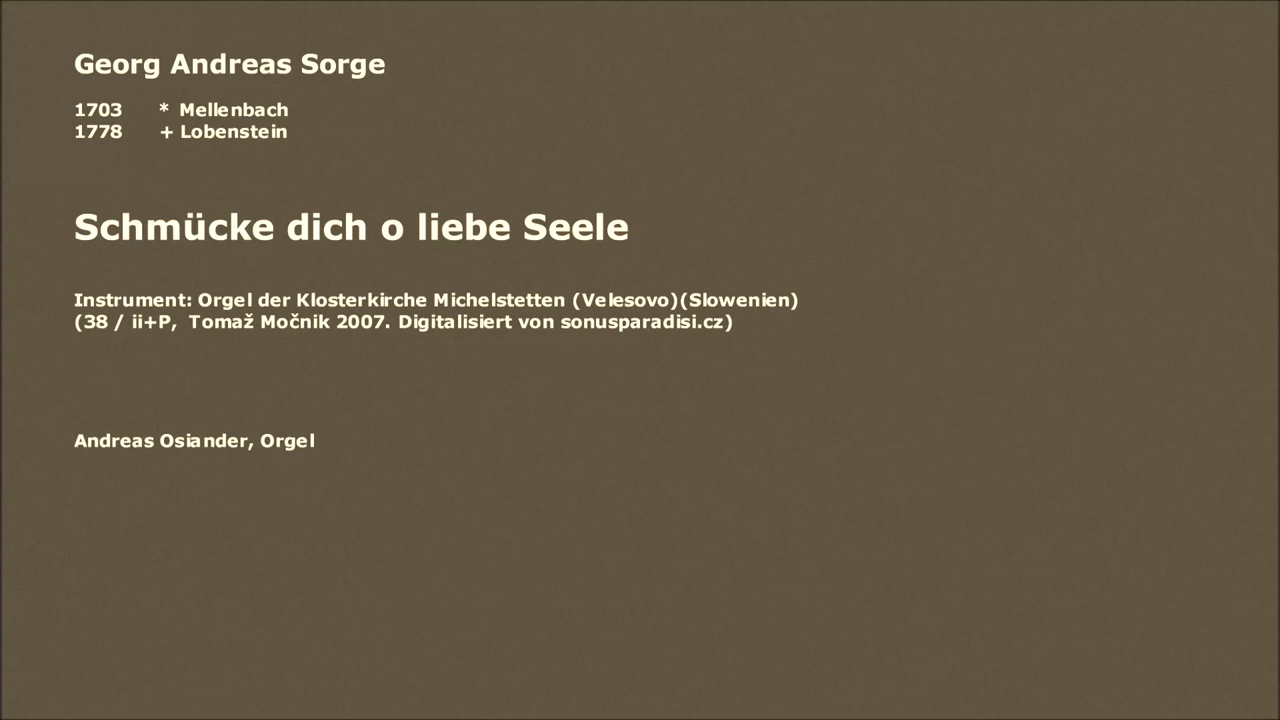 Georg Andreas Sorge
1703 * Mellenbach
1778 + Lobenstein
Schmücke dich o liebe Seele
Instrument: Orgel der Klosterkirche Michelstetten (Velesovo)(Slowenien)
(38 / ii+P, Tomaž Močnik 2007. Digitalisiert von sonusparadisi.cz)
Andreas Osiander, Orgel